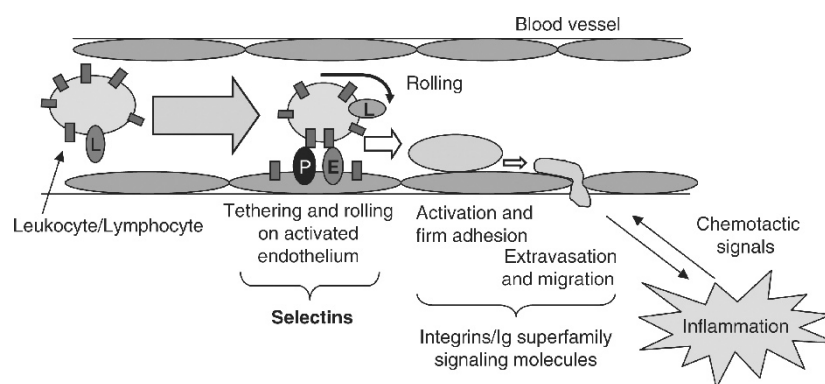 Blood vessel
Rolling
L
L
P
E
Leukocyte/Lymphocyte
Tethering and rolling
on activated
endothelium
Selectins
Activation and
firm adhesion
Extravasation
and migration
Integrins/Ig superfamily
signaling molecules
Chemotactic
signals
Inflammation